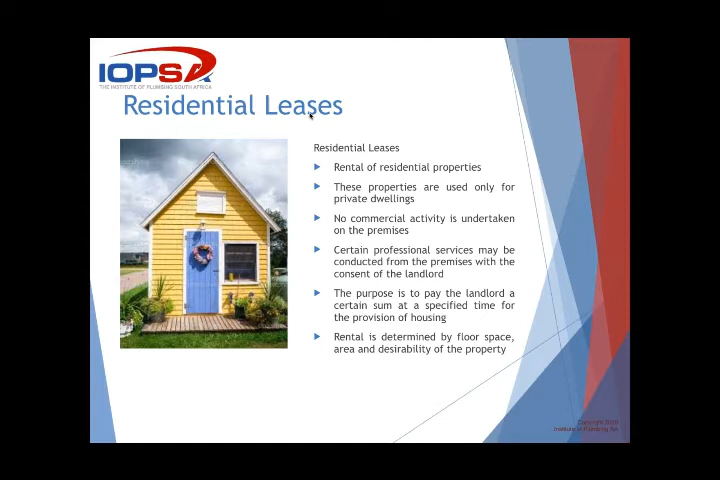 IOPSA
THE INSTITUTE OF PLUMBING SOUTH AFRICA
Residential Leases
Residential Leases
Rental of residential properties
These properties are used only for
private dwellings
No commercial activity is undertaken
on the premises
Certain professional services may be
conducted from the premises with the
consent of the landlord
The purpose is to pay the landlord a
certain sum at a specified time for
the provision of housing
Rental is determined by floor space,
area and desirability of the property
Institute of Plumbing SA